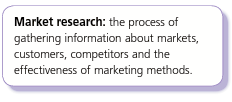 Market research: the process of
gathering information about markets,
customers, competitors and the
effectiveness of marketing methods.